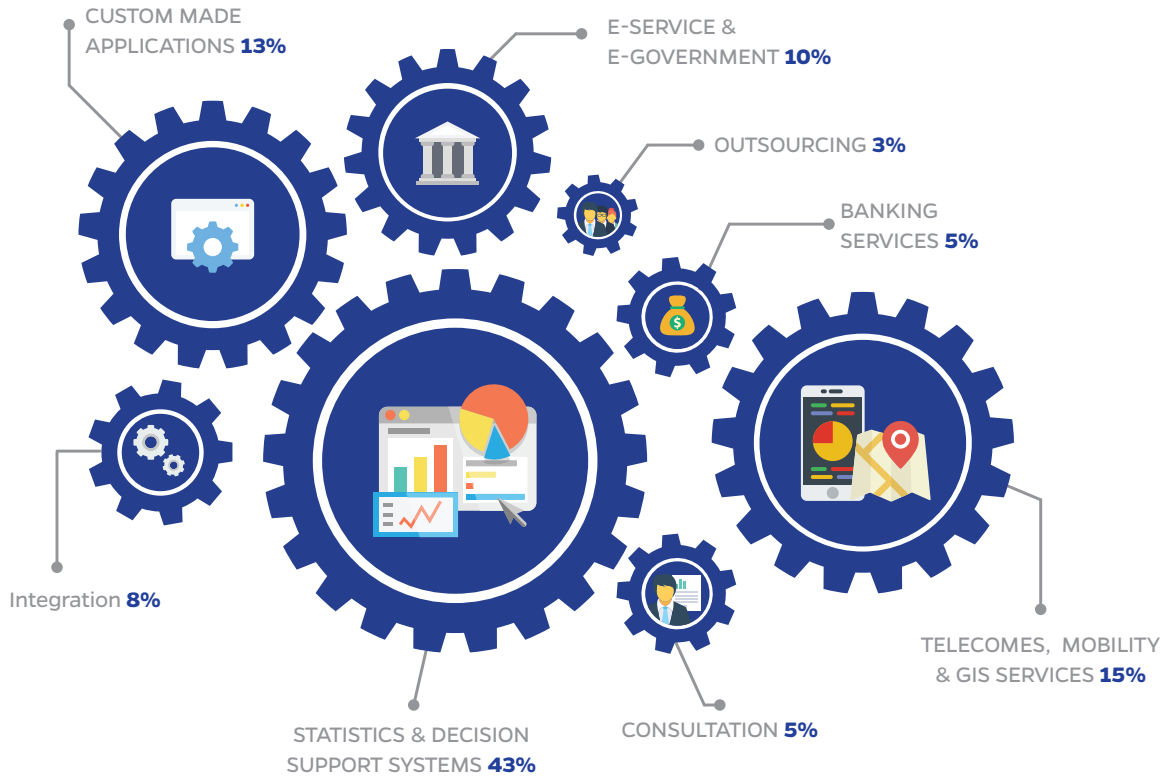 CUSTOM MADE
APPLICATIONS 13%
E-SERVICE &
E-GOVERNMENT 10%
OUTSOURCING 3%
BANKING
SERVICES 5%
$
Integration 8%
TELECOMES, MOBILITY
& GIS SERVICES 15%
CONSULTATION 5%
STATISTICS & DECISION
SUPPORT SYSTEMS 43%